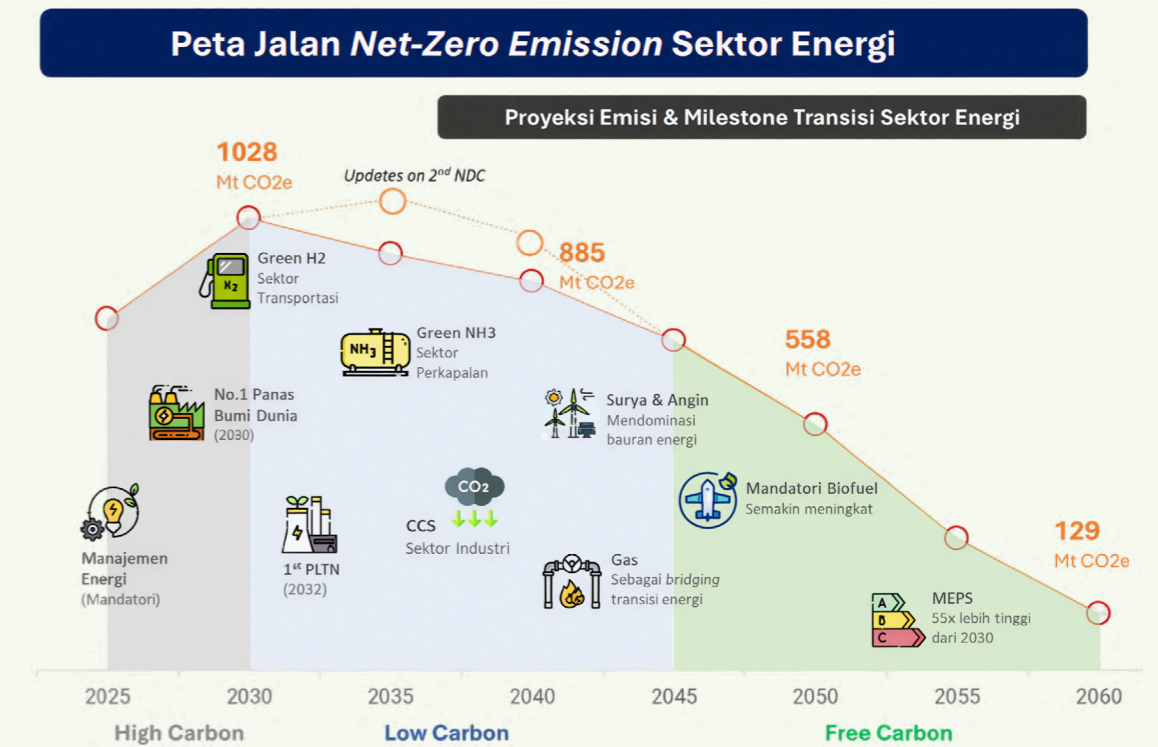 Peta Jalan Net-Zero Emission Sektor Energi
Proyeksi Emisi & Milestone Transisi Sektor Energi
1028
Mt CO2e
Updates on 2nd NDC
885
Mt CO2e
558
Mt CO2e
129
Mt CO2e
H2
Green H2
Sektor
Transportasi
NH3
Green NH3
Sektor
Perkapalan
No.1 Panas
Bumi Dunia
(2030)
Surya & Angin
Mendominasi
bauran energi
Manajemen
Energi
(Mandatori)
1st PLTN
(2032)
CO2
CCS
Sektor Industri
Gas
Sebagai bridging
transisi energi
Mandatori Biofuel
Semakin meningkat
A
B
C
MEPS
55x lebih tinggi
dari 2030
2025 2030 2035 2040 2045 2050 2055 2060
High Carbon Low Carbon Free Carbon